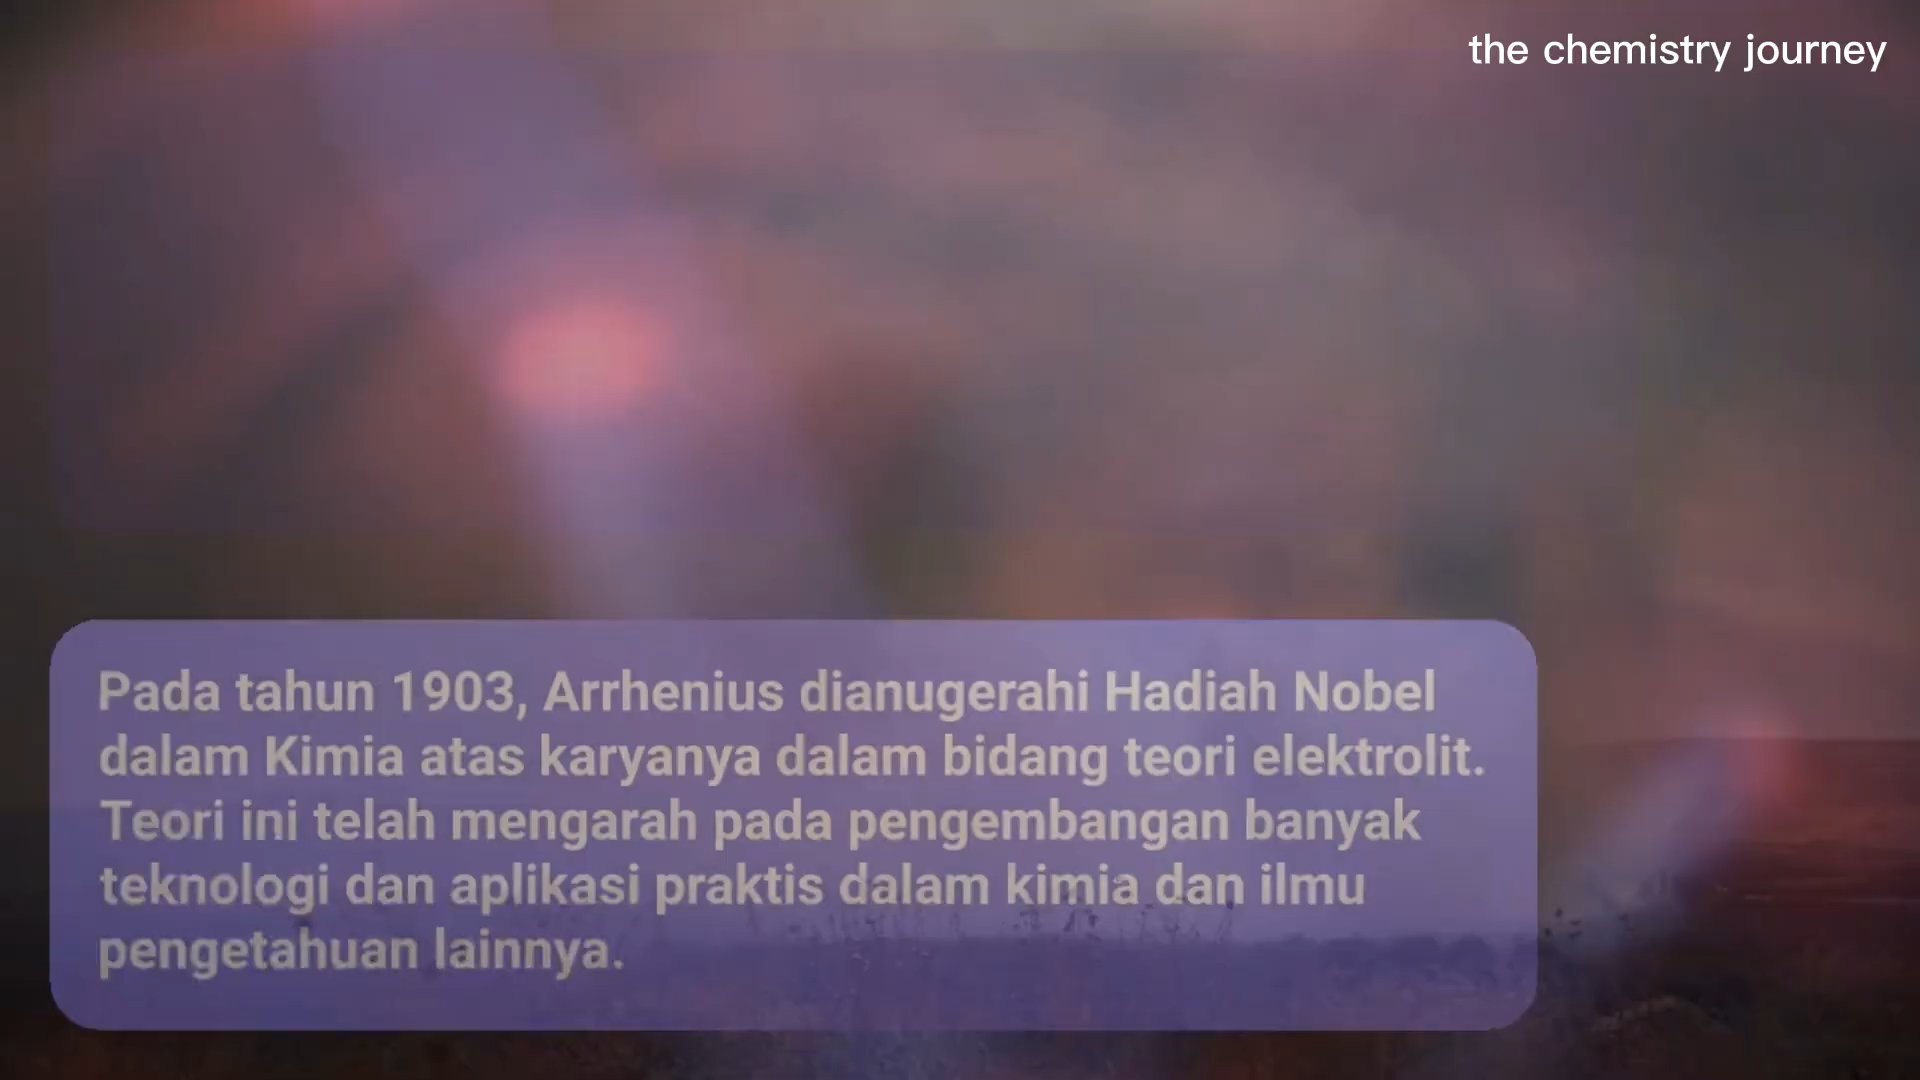 the chemistry journey
Pada tahun 1903, Arrhenius dianugerahi Hadiah Nobel
dalam Kimia atas karyanya dalam bidang teori elektrolit.
Teori ini telah mengarah pada pengembangan banyak
teknologi dan aplikasi praktis dalam kimia dan ilmu
pengetahuan lainnya.